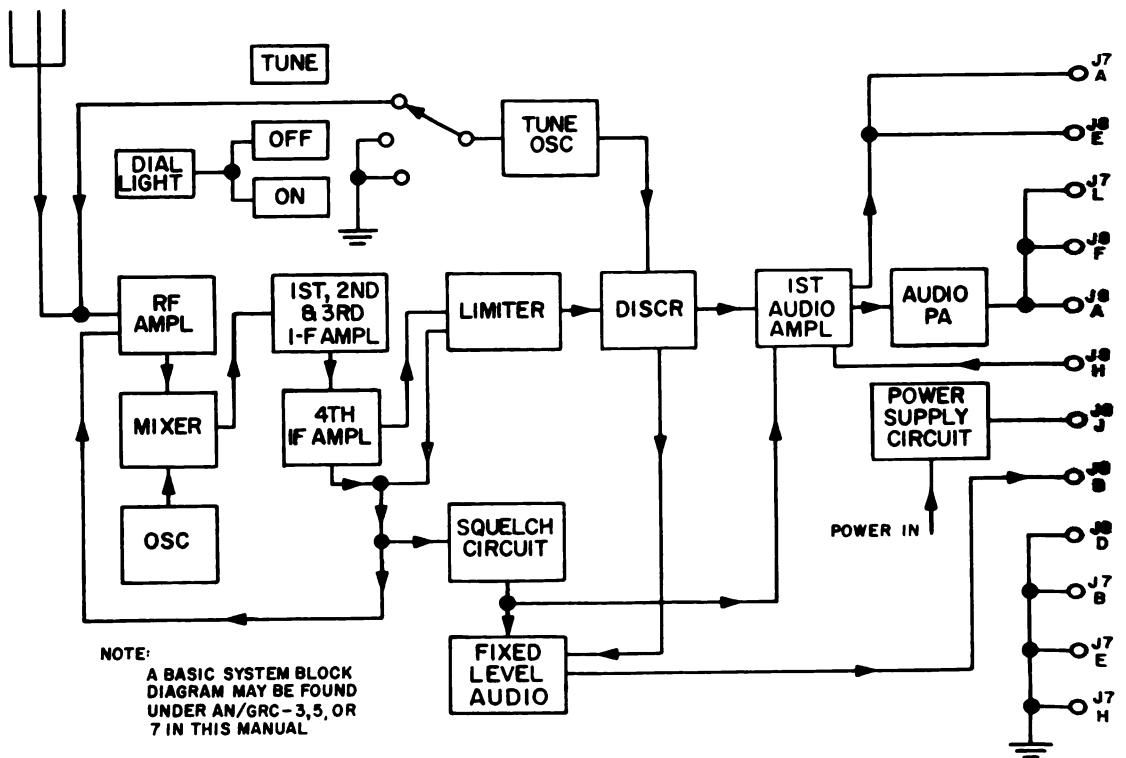 TUNE
OFF
DIAL
LIGHT
ON
TUNE
OSC
RF
AMPL
1ST, 2ND
& 3RD
I-F AMPL
LIMITER
DISCR
1ST
AUDIO
AMPL
AUDIO
PA
MIXER
4TH
IF AMPL
OSC
SQUELCH
CIRCUIT
FIXED
LEVEL
AUDIO
POWER
SUPPLY
CIRCUIT
POWER IN
J7
A
J8
E
J7
L
J8
F
J8
A
J8
H
J8
J
J8
B
J8
D
J7
B
J7
E
J7
H
NOTE:
A BASIC SYSTEM BLOCK
DIAGRAM MAY BE FOUND
UNDER AN/GRC-3,5, OR
7 IN THIS MANUAL